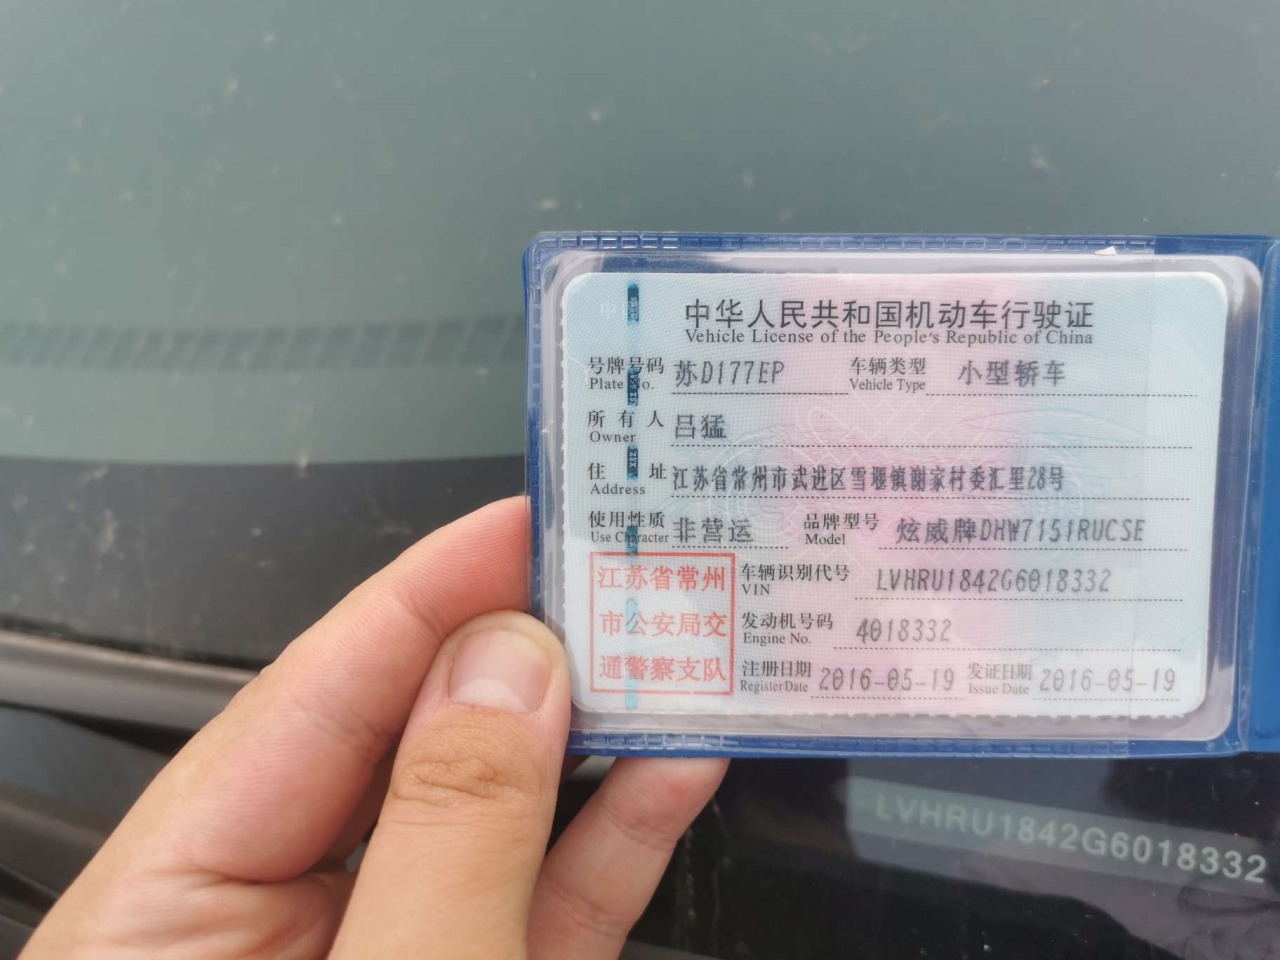 中华人民共和国机动车行驶证
Vehicle License of the People's Republic of China
号牌号码 苏D177EP 车辆类型 小型轿车
Plate No. Vehicle Type
所有人 吕猛
Owner
住址 江苏省常州市武进区雪堰镇谢家村委汇里28号
Address
使用性质 非营运 品牌型号 炫威牌DHW7151RUCSE
Use Character Model
江苏省常州
市公安局交
通警察支队
车辆识别代号 LVHRU1842G6018332
VIN
发动机号码 4018332
Engine No.
注册日期 2016-05-19 发证日期 2016-05-19
Register Date Issue Date
LVHRU1842G6018332